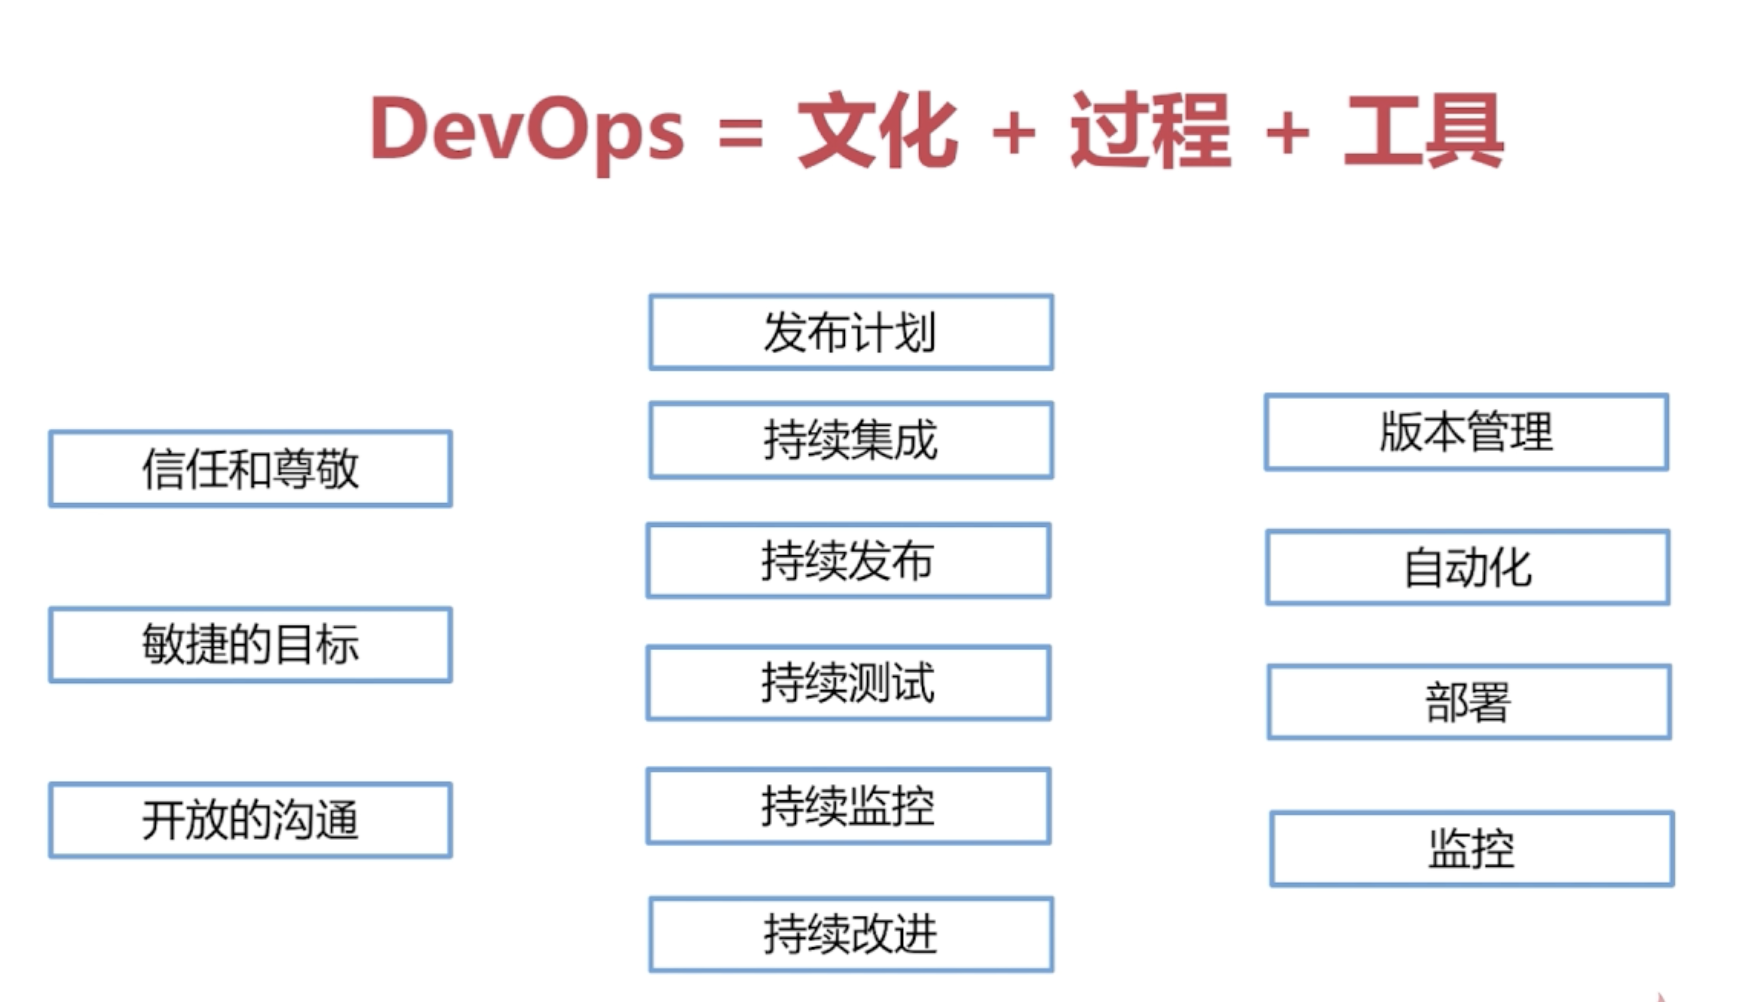 DevOps = 文化 + 过程 + 工具
信任和尊敬
敏捷的目标
开放的沟通
发布计划
持续集成
持续发布
持续测试
持续监控
持续改进
版本管理
自动化
部署
监控